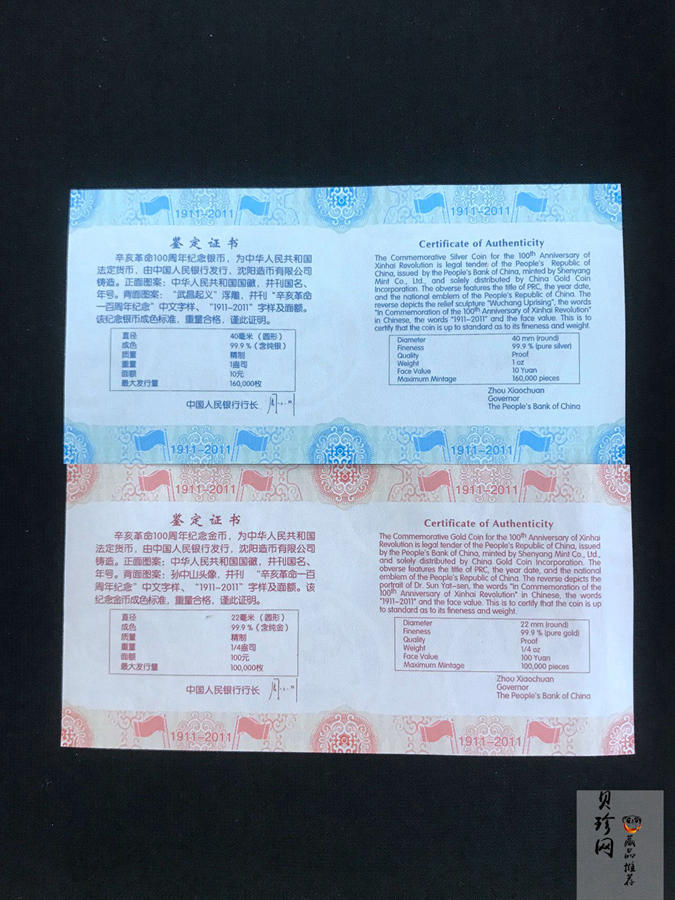 1911–2011
1911–2011
鉴定证书
辛亥革命100周年纪念银币，为中华人民共和国
法定货币，由中国人民银行发行，沈阳造币有限公司
铸造。正面图案：中华人民共和国国徽，并刊国名、
年号。背面图案：“武昌起义”浮雕，并刊“辛亥革命
一百周年纪念”中文字样、“1911-2011”字样及面额。
该纪念银币成色标准，重量合格，谨此证明。
直径 40毫米（圆形）
成色 99.9％（含纯银）
质量 精制
重量 1盎司
面额 10元
最大发行量 160,000枚
中国人民银行行长
Certificate of Authenticity
The Commemorative Silver Coin for the 100th Anniversary of
Xinhai Revolution is legal tender of the People's Republic of
China, issued by the People's Bank of China, minted by Shenyang
Mint Co., Ltd., and solely distributed by China Gold Coin
Incorporation. The obverse features the title of PRC, the year date,
and the national emblem of the People's Republic of China. The
reverse depicts the relief sculpture "Wuchang Uprising", the words
"In Commemoration of the 100th Anniversary of Xinhai Revolution"
in Chinese, the words "1911-2011" and the face value. This is to
certify that the coin is up to standard as to its fineness and weight.
Diameter 40 mm (round)
Fineness 99.9 % (pure silver)
Quality Proof
Weight 1 oz
Face Value 10 Yuan
Maximum Mintage 160,000 pieces
Zhou Xiaochuan
Governor
The People's Bank of China
1911–2011
1911–2011
1911–2011
1911–2011
鉴定证书
辛亥革命100周年纪念金币，为中华人民共和国
法定货币，由中国人民银行发行，沈阳造币有限公司
铸造。正面图案：中华人民共和国国徽，并刊国名、
年号。背面图案：孙中山头像，并刊“辛亥革命一百
周年纪念”中文字样、“1911-2011”字样及面额。该
纪念金币成色标准，重量合格，谨此证明。
直径 22毫米（圆形）
成色 99.9％（含纯金）
质量 精制
重量 1/4盎司
面额 100元
最大发行量 100,000枚
中国人民银行行长
Certificate of Authenticity
The Commemorative Gold Coin for the 100th Anniversary of Xinhai
Revolution is legal tender of the People's Republic of China, issued
by the People's Bank of China, minted by Shenyang Mint Co., Ltd.,
and solely distributed by China Gold Coin Incorporation. The
obverse features the title of PRC, the year date, and the national
emblem of the People's Republic of China. The reverse depicts the
portrait of Dr. Sun Yat-sen, the words "In Commemoration of the
100th Anniversary of Xinhai Revolution" in Chinese, the words
"1911-2011" and the face value. This is to certify that the coin is up
to standard as to its fineness and weight.
Diameter 22 mm (round)
Fineness 99.9 % (pure gold)
Quality Proof
Weight 1/4 oz
Face Value 100 Yuan
Maximum Mintage 100,000 pieces
Zhou Xiaochuan
Governor
The People's Bank of China
1911–2011
1911–2011
贝珍网
藏品推荐